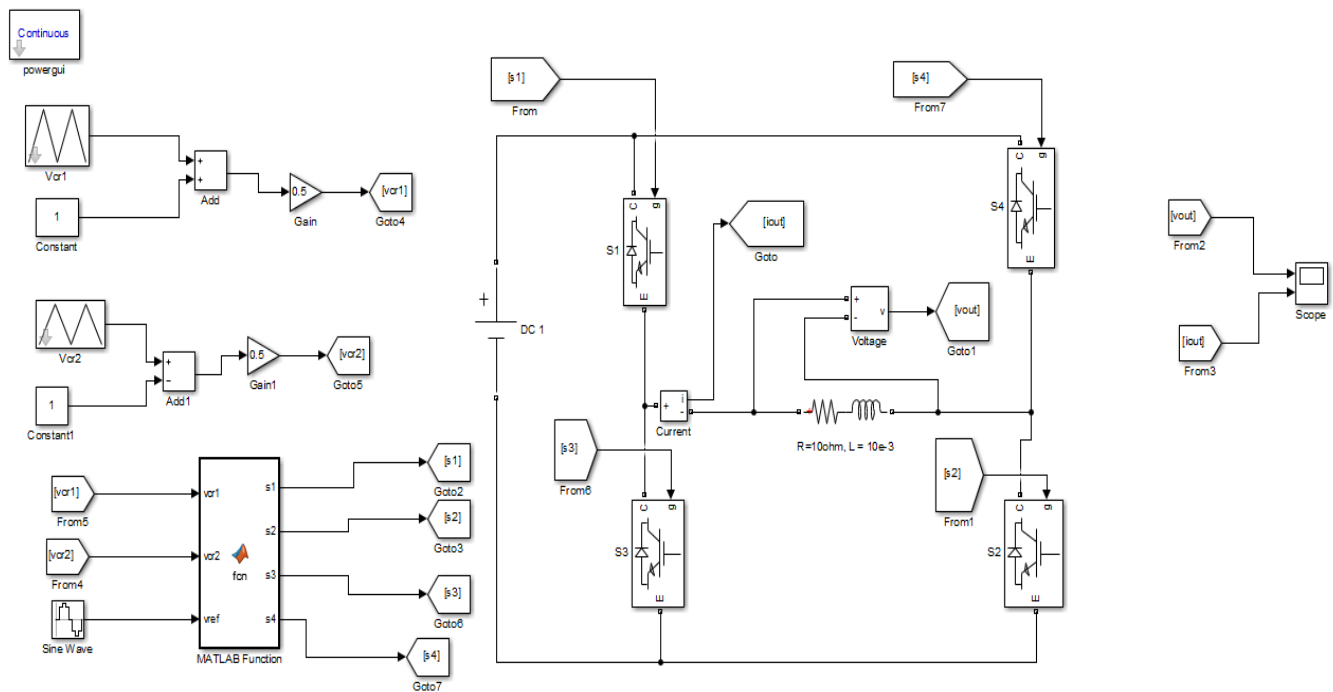 Continuous
powergui
Vcr1
1
Constant
+
+
Add
0.5
Gain
[vcr1]
Goto4
Vcr2
1
Constant1
+
−
Add1
0.5
Gain1
[vcr2]
Goto5
[vcr1]
From5
[vcr2]
From4
Sine Wave
vcr1
vcr2
vref
fcn
s1
s2
s3
s4
MATLAB Function
[s1]
Goto2
[s2]
Goto3
[s3]
Goto6
[s4]
Goto7
[s1]
From
[s4]
From7
+
DC 1
S1
C
g
E
S4
C
g
E
[iout]
Goto
+
-
v
Voltage
[vout]
Goto1
+
i
-
Current
R=10ohm, L = 10e-3
[s3]
From6
[s2]
From1
S3
C
g
E
S2
C
g
E
[vout]
From2
[iout]
From3
Scope